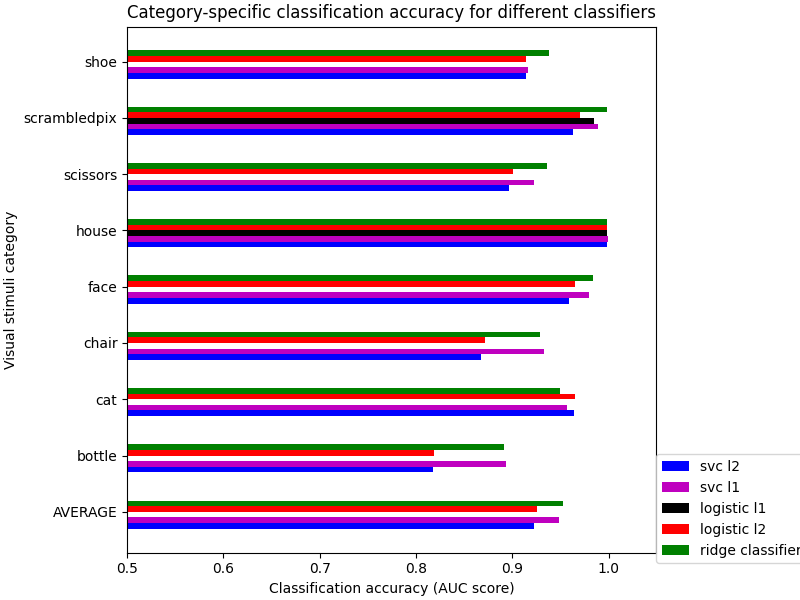 Category-specific classification accuracy for different classifiers
shoe
scrambledpix
scissors
house
face
chair
cat
bottle
AVERAGE
Visual stimuli category
0.5 0.6 0.7 0.8 0.9 1.0
Classification accuracy (AUC score)
svc l2
svc l1
logistic l1
logistic l2
ridge classifier